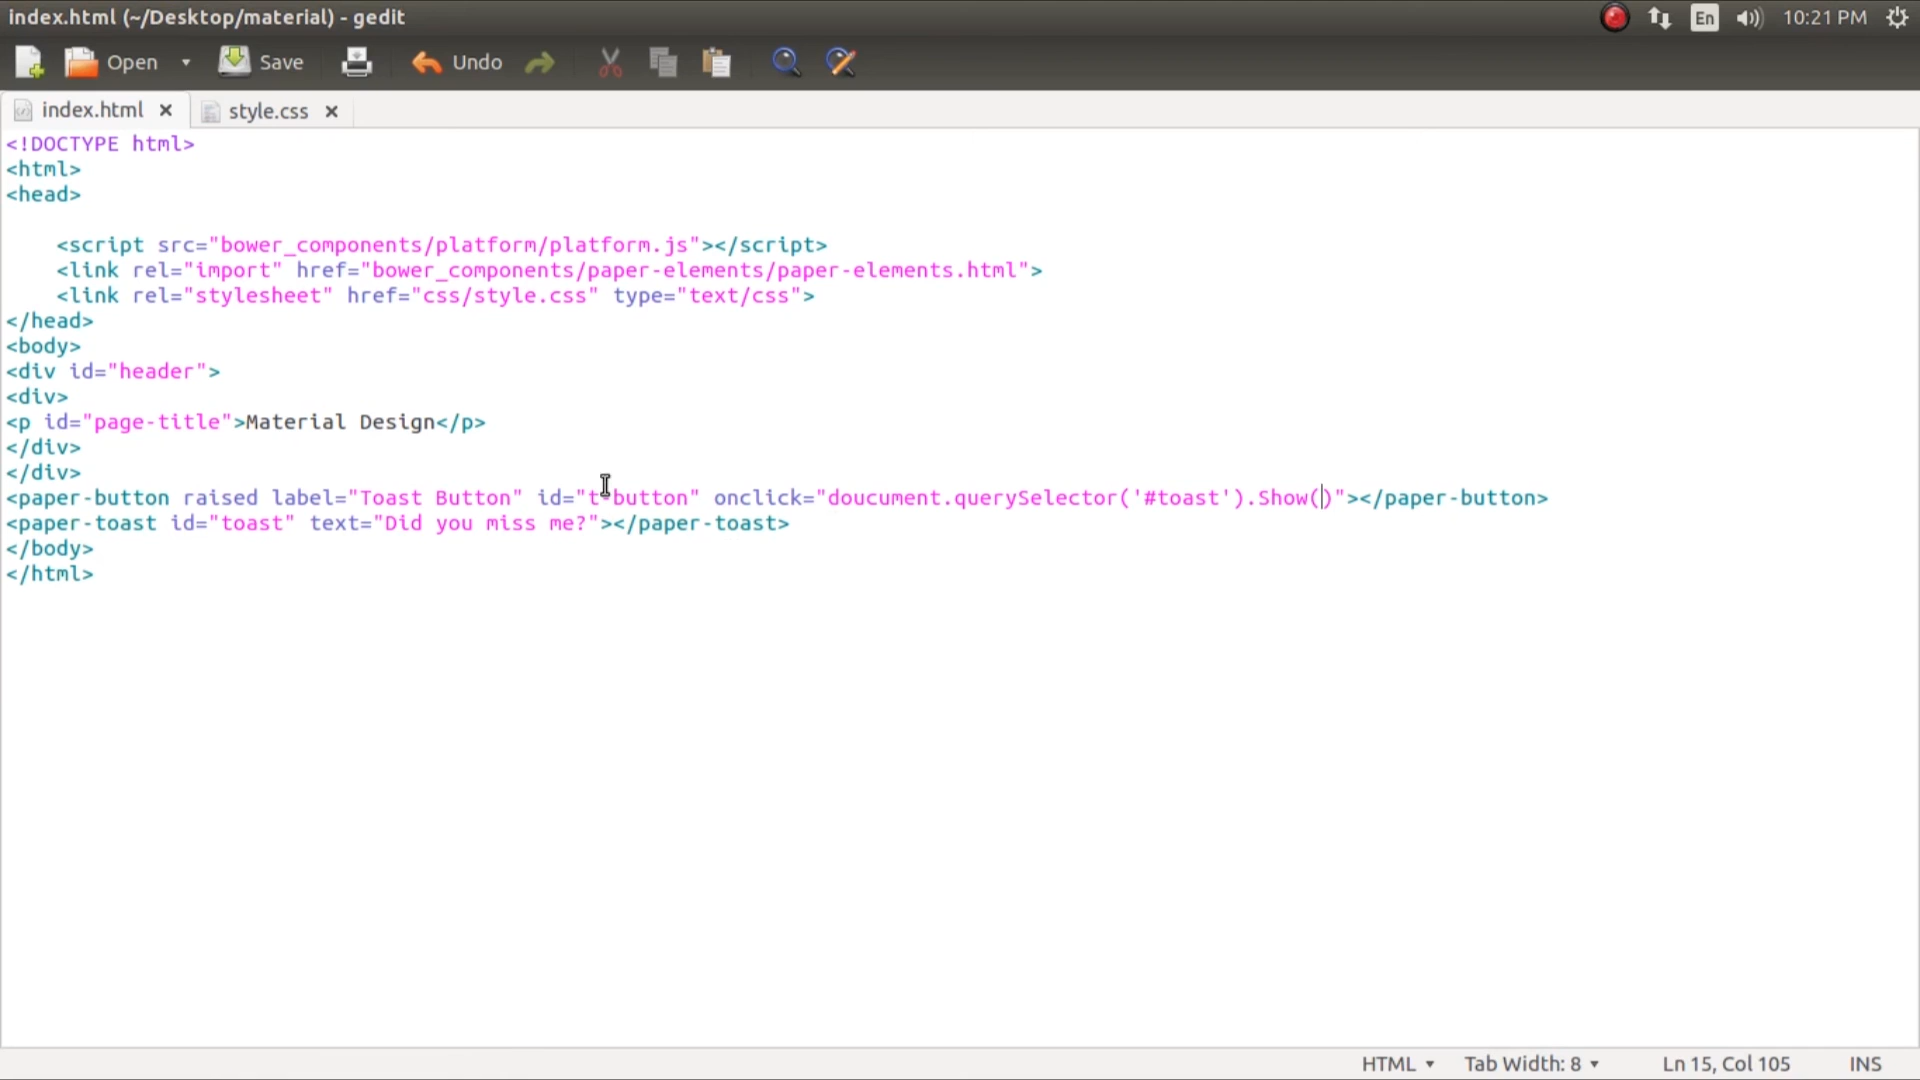 index.html (~/Desktop/material) - gedit
En
10:21 PM
Open
Save
Undo
index.html
style.css
<!DOCTYPE html>
<html>
<head>
<script src="bower_components/platform/platform.js"></script>
<link rel="import" href="bower_components/paper-elements/paper-elements.html">
<link rel="stylesheet" href="css/style.css" type="text/css">
</head>
<body>
<div id="header">
<div>
<p id="page-title">Material Design</p>
</div>
</div>
<paper-button raised label="Toast Button" id="t-button" onclick="doucument.querySelector('#toast').Show()"></paper-button>
<paper-toast id="toast" text="Did you miss me?"></paper-toast>
</body>
</html>
HTML
Tab Width: 8
Ln 15, Col 105
INS